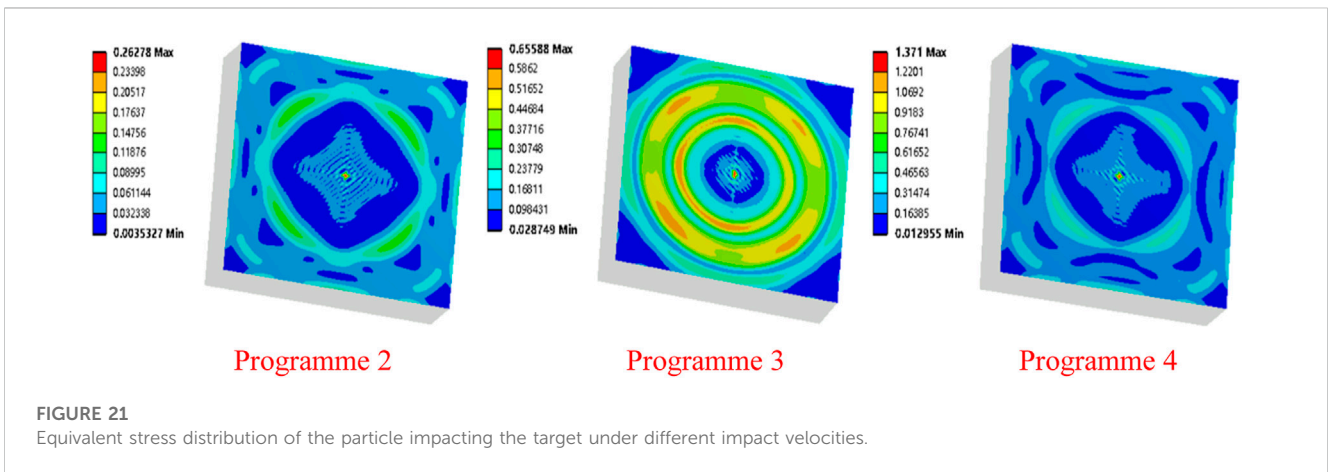 0.26278 Max
0.23398
0.20517
0.17637
0.14756
0.11876
0.08995
0.061144
0.032338
0.0035327 Min
0.65588 Max
0.5862
0.51652
0.44684
0.37716
0.30748
0.23779
0.16811
0.098431
0.028749 Min
1.371 Max
1.2201
1.0692
0.9183
0.76741
0.61652
0.46563
0.31474
0.16385
0.012955 Min
Programme 2
Programme 3
Programme 4
FIGURE 21
Equivalent stress distribution of the particle impacting the target under different impact velocities.